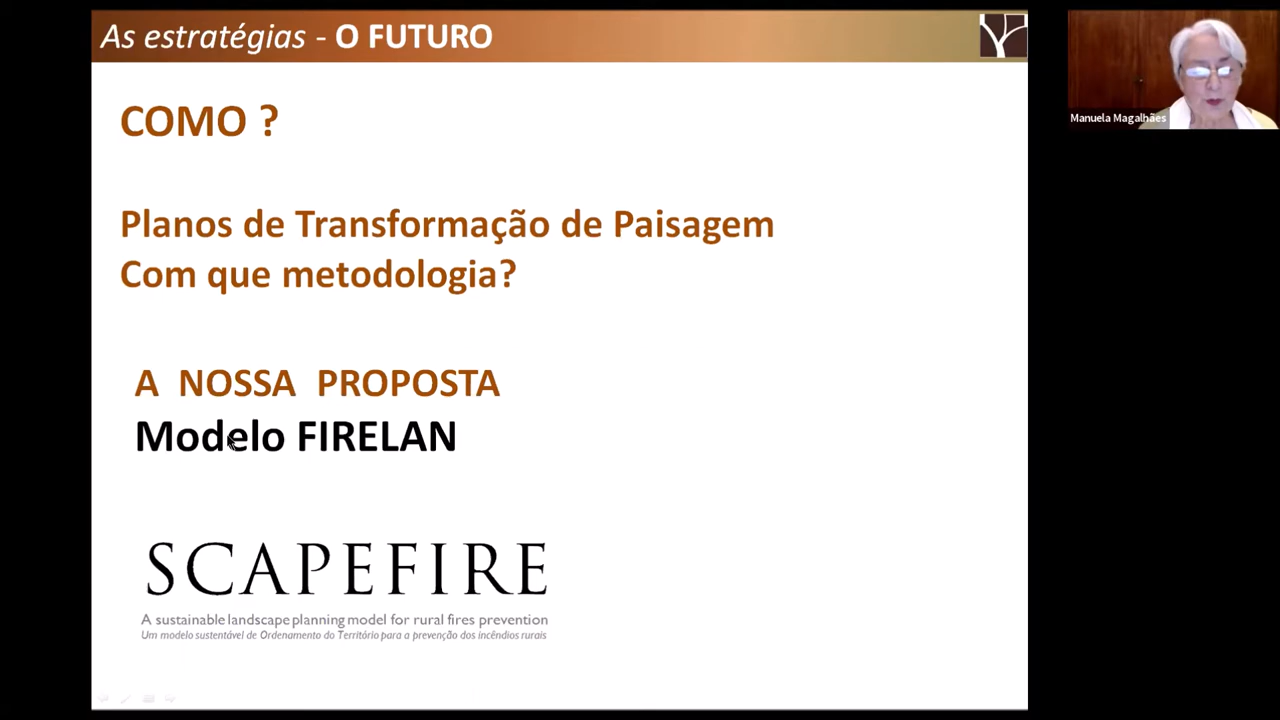 As estratégias - O FUTURO
COMO ?
Planos de Transformação de Paisagem
Com que metodologia?
A NOSSA PROPOSTA
Modelo FIRELAN
SCAPEFIRE
A sustainable landscape planning model for rural fires prevention
Um modelo sustentável de Ordenamento do Território para a prevenção dos incêndios rurais
Manuela Magalhães